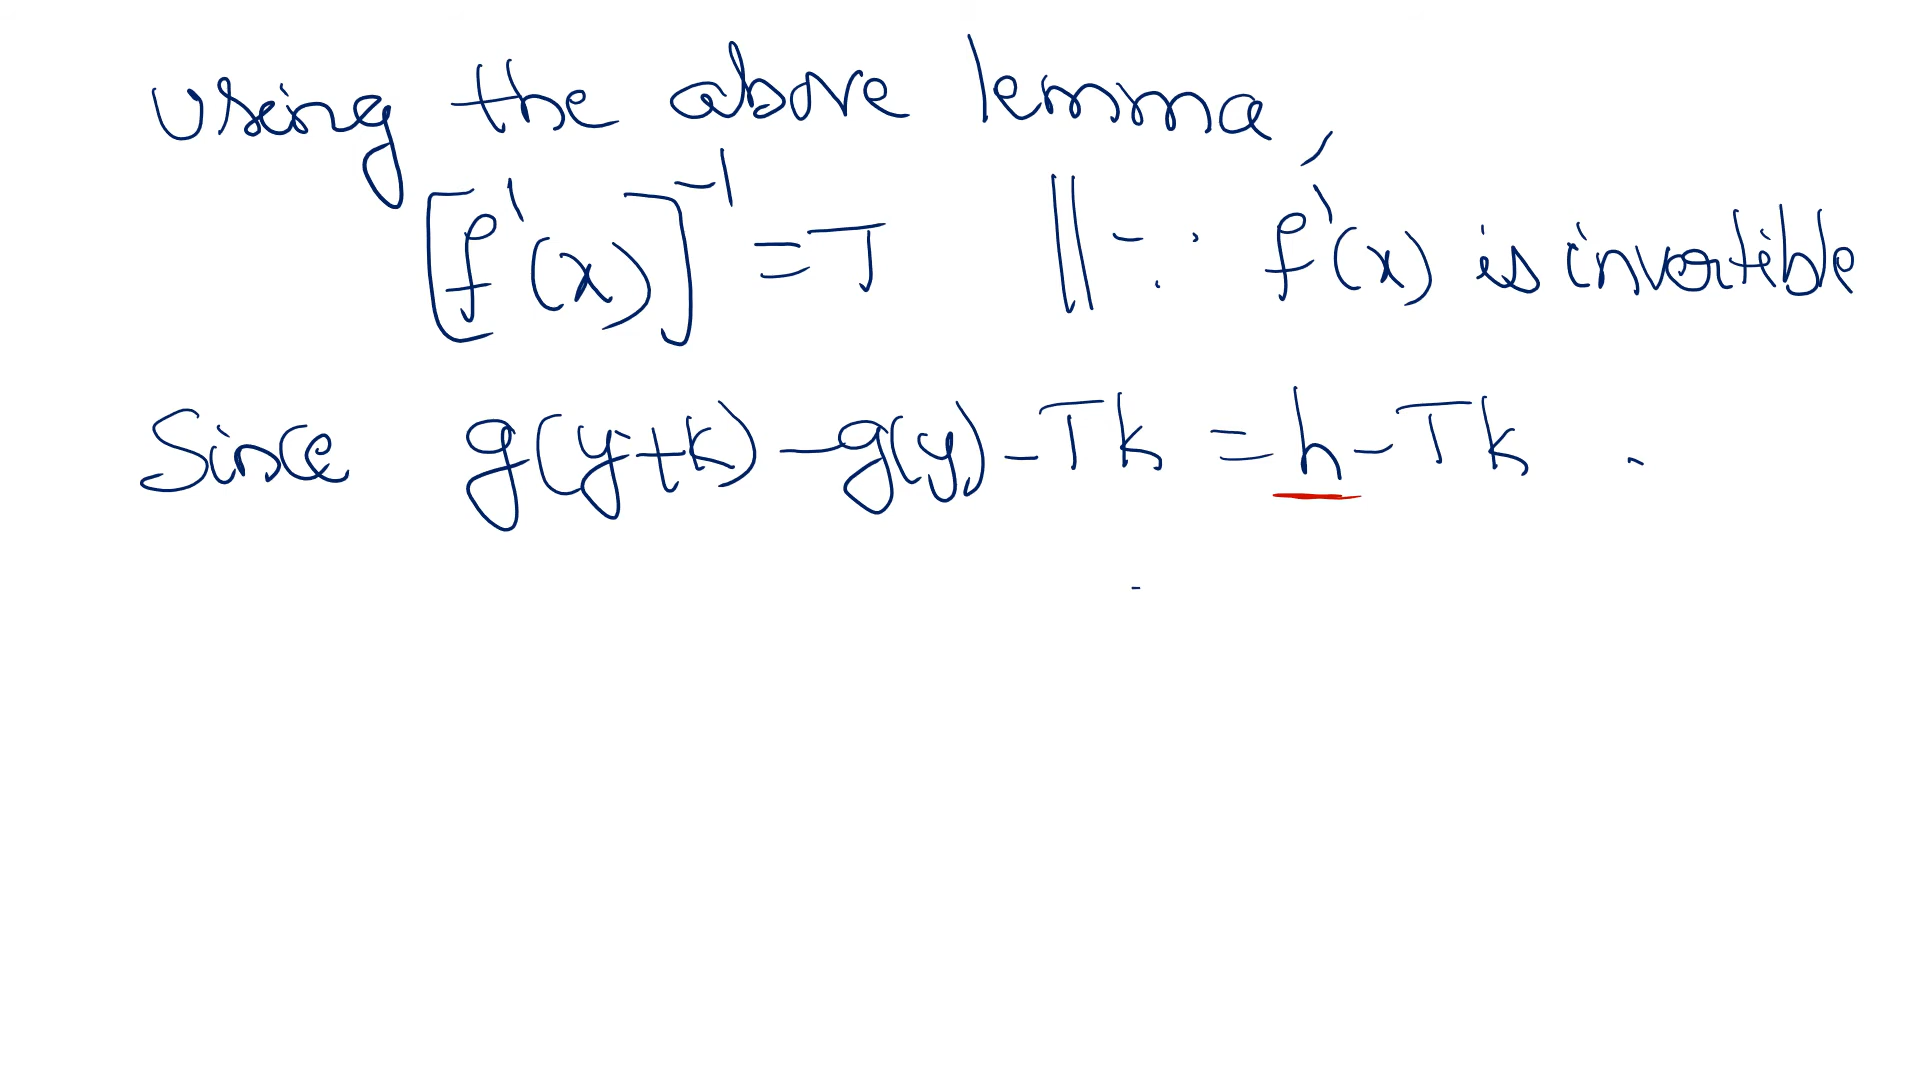 Using the above lemma,
[f'(x)]⁻¹ = T || ∵ f'(x) is invertible
Since g(y+k) - g(y) - Tk = h - Tk .